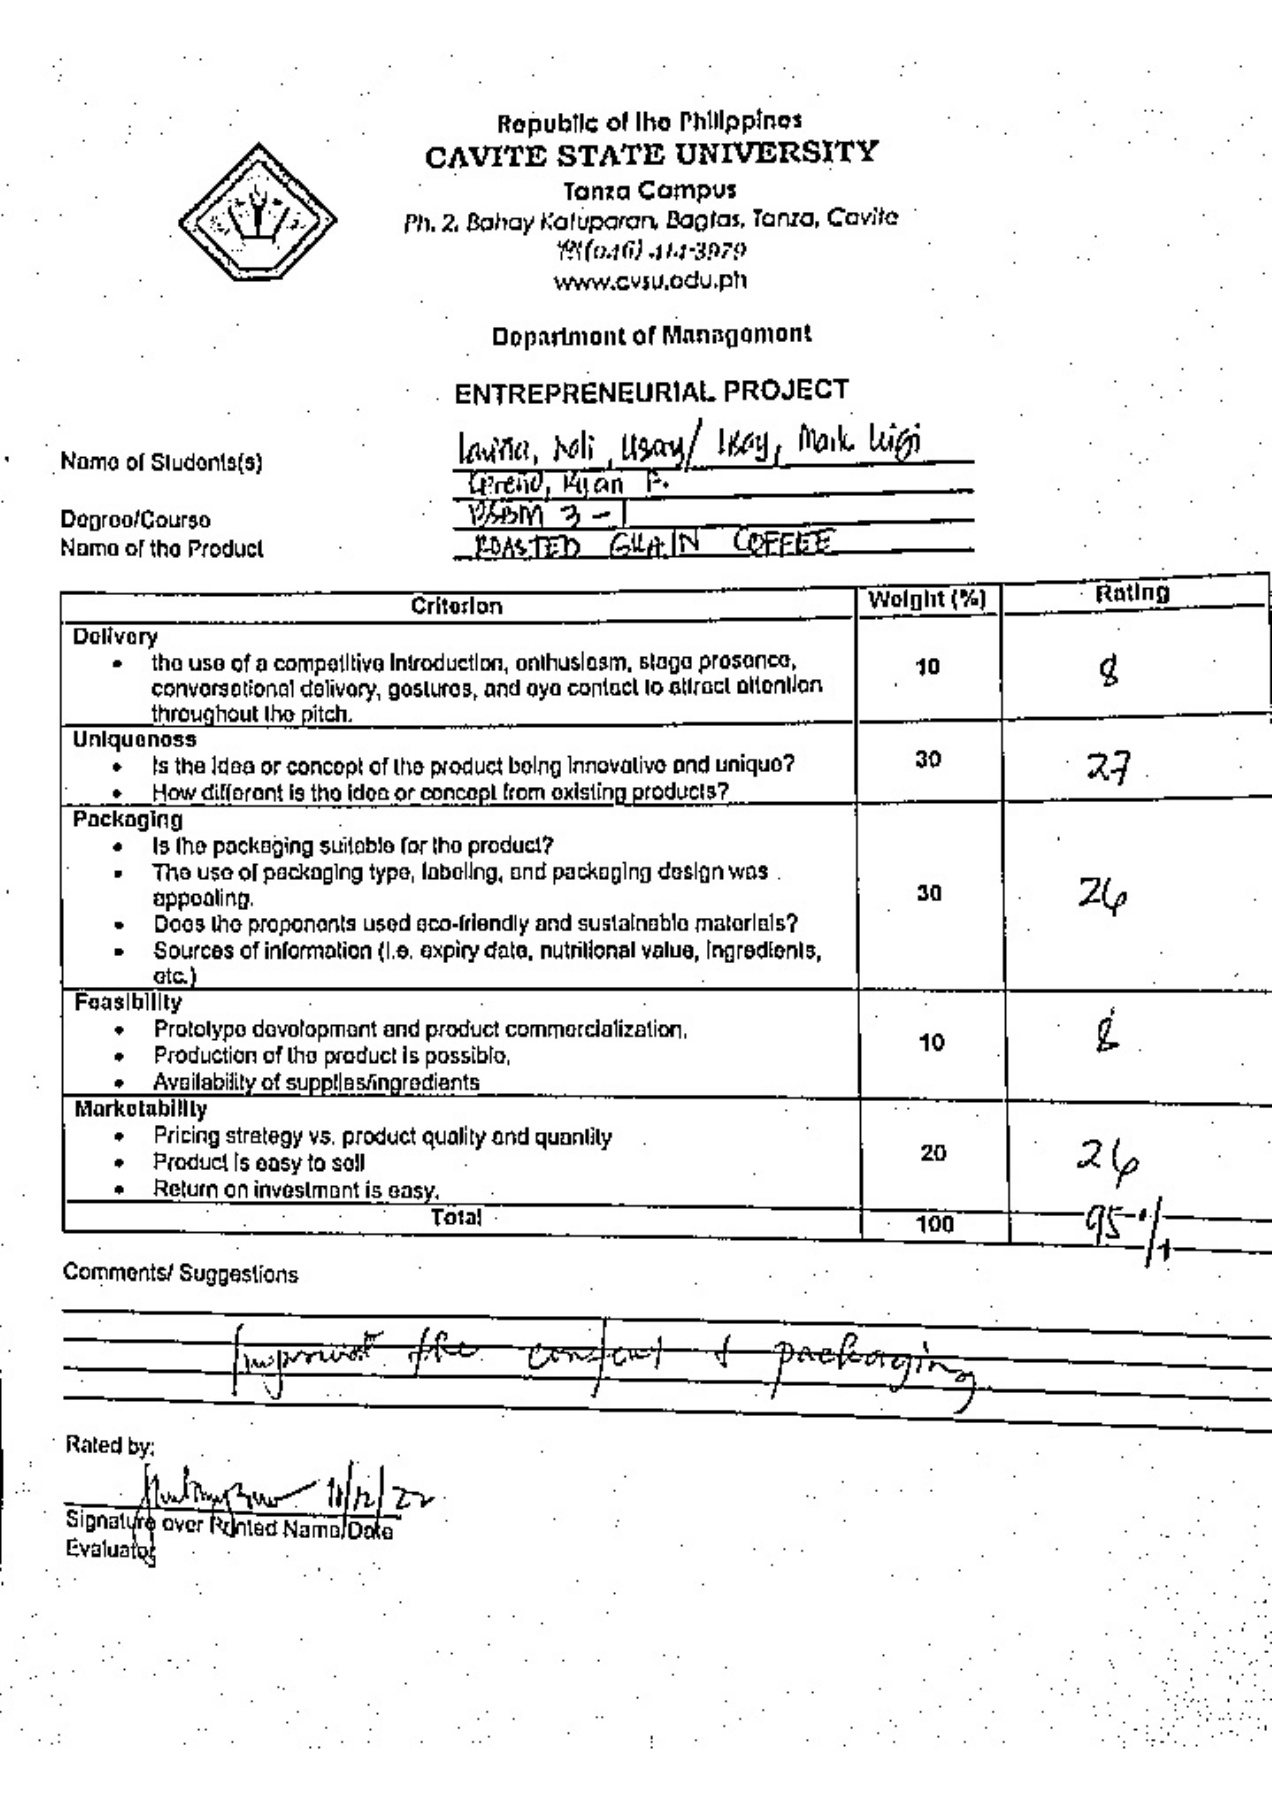 Republic of the Philippines
CAVITE STATE UNIVERSITY
Tanza Campus
Ph. 2, Bahay Katuparan, Bagtas, Tanza, Cavite
☎(046) 414-3979
www.cvsu.edu.ph
Department of Management
ENTREPRENEURIAL PROJECT
Name of Students(s) Laviña, Noli, Usay/ Ikay, Mark Luigi
Cereño, Ryan P.
Degree/Course BSBM 3-1
Name of the Product ROASTED GRAIN COFFEE
Criterion Weight (%) Rating
Delivery
• the use of a competitive introduction, enthusiasm, stage presence, 10 8
conversational delivery, gestures, and eye contact to attract attention
throughout the pitch.
Uniqueness
• Is the idea or concept of the product being innovative and unique? 30 27
• How different is the idea or concept from existing products?
Packaging
• Is the packaging suitable for the product?
• The use of packaging type, labeling, and packaging design was
appealing. 30 26
• Does the proponents used eco-friendly and sustainable materials?
• Sources of information (i.e. expiry date, nutritional value, ingredients,
etc.)
Feasibility
• Prototype development and product commercialization,
• Production of the product is possible, 10 8
• Availability of supplies/ingredients
Marketability
• Pricing strategy vs. product quality and quantity
• Product is easy to sell 20 26
• Return on investment is easy.
Total 100 95%
Comments/ Suggestions
the content & packaging
Rated by:
11/12/22
Signature over Printed Name/Date
Evaluator